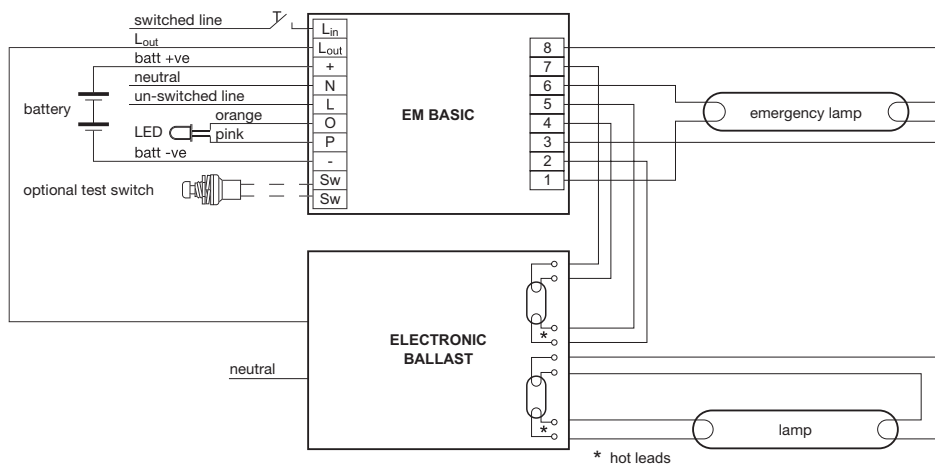 switched line
L_in
L_out
L_out
8
batt +ve
+
7
neutral
N
6
un-switched line
L
5
battery
EM BASIC
emergency lamp
orange
O
4
LED
pink
P
3
batt -ve
-
2
optional test switch
Sw
1
Sw
ELECTRONIC
BALLAST
*
neutral
*
lamp
* hot leads